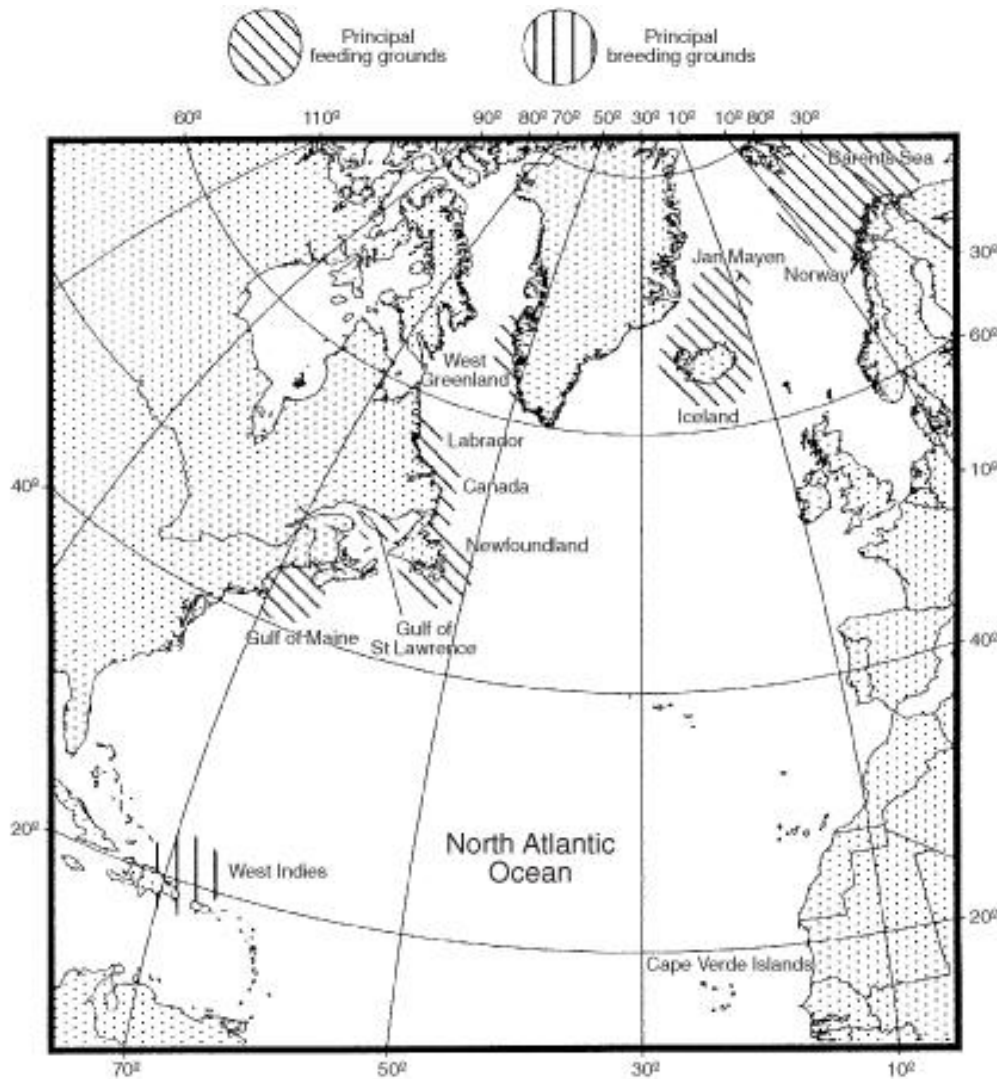 Principal
feeding grounds
Principal
breeding grounds
60º 110º 90º 80º 70º 50º 30º 10º 10º 80º 30º
Barents Sea
Jan Mayen
30º
Norway
60º
West
Greenland
Iceland
Labrador
10º
40º
Canada
Newfoundland
Gulf of Maine
Gulf of
St Lawrence
40º
20º
North Atlantic
Ocean
West Indies
20º
Cape Verde Islands
70º 50º 30º 10º